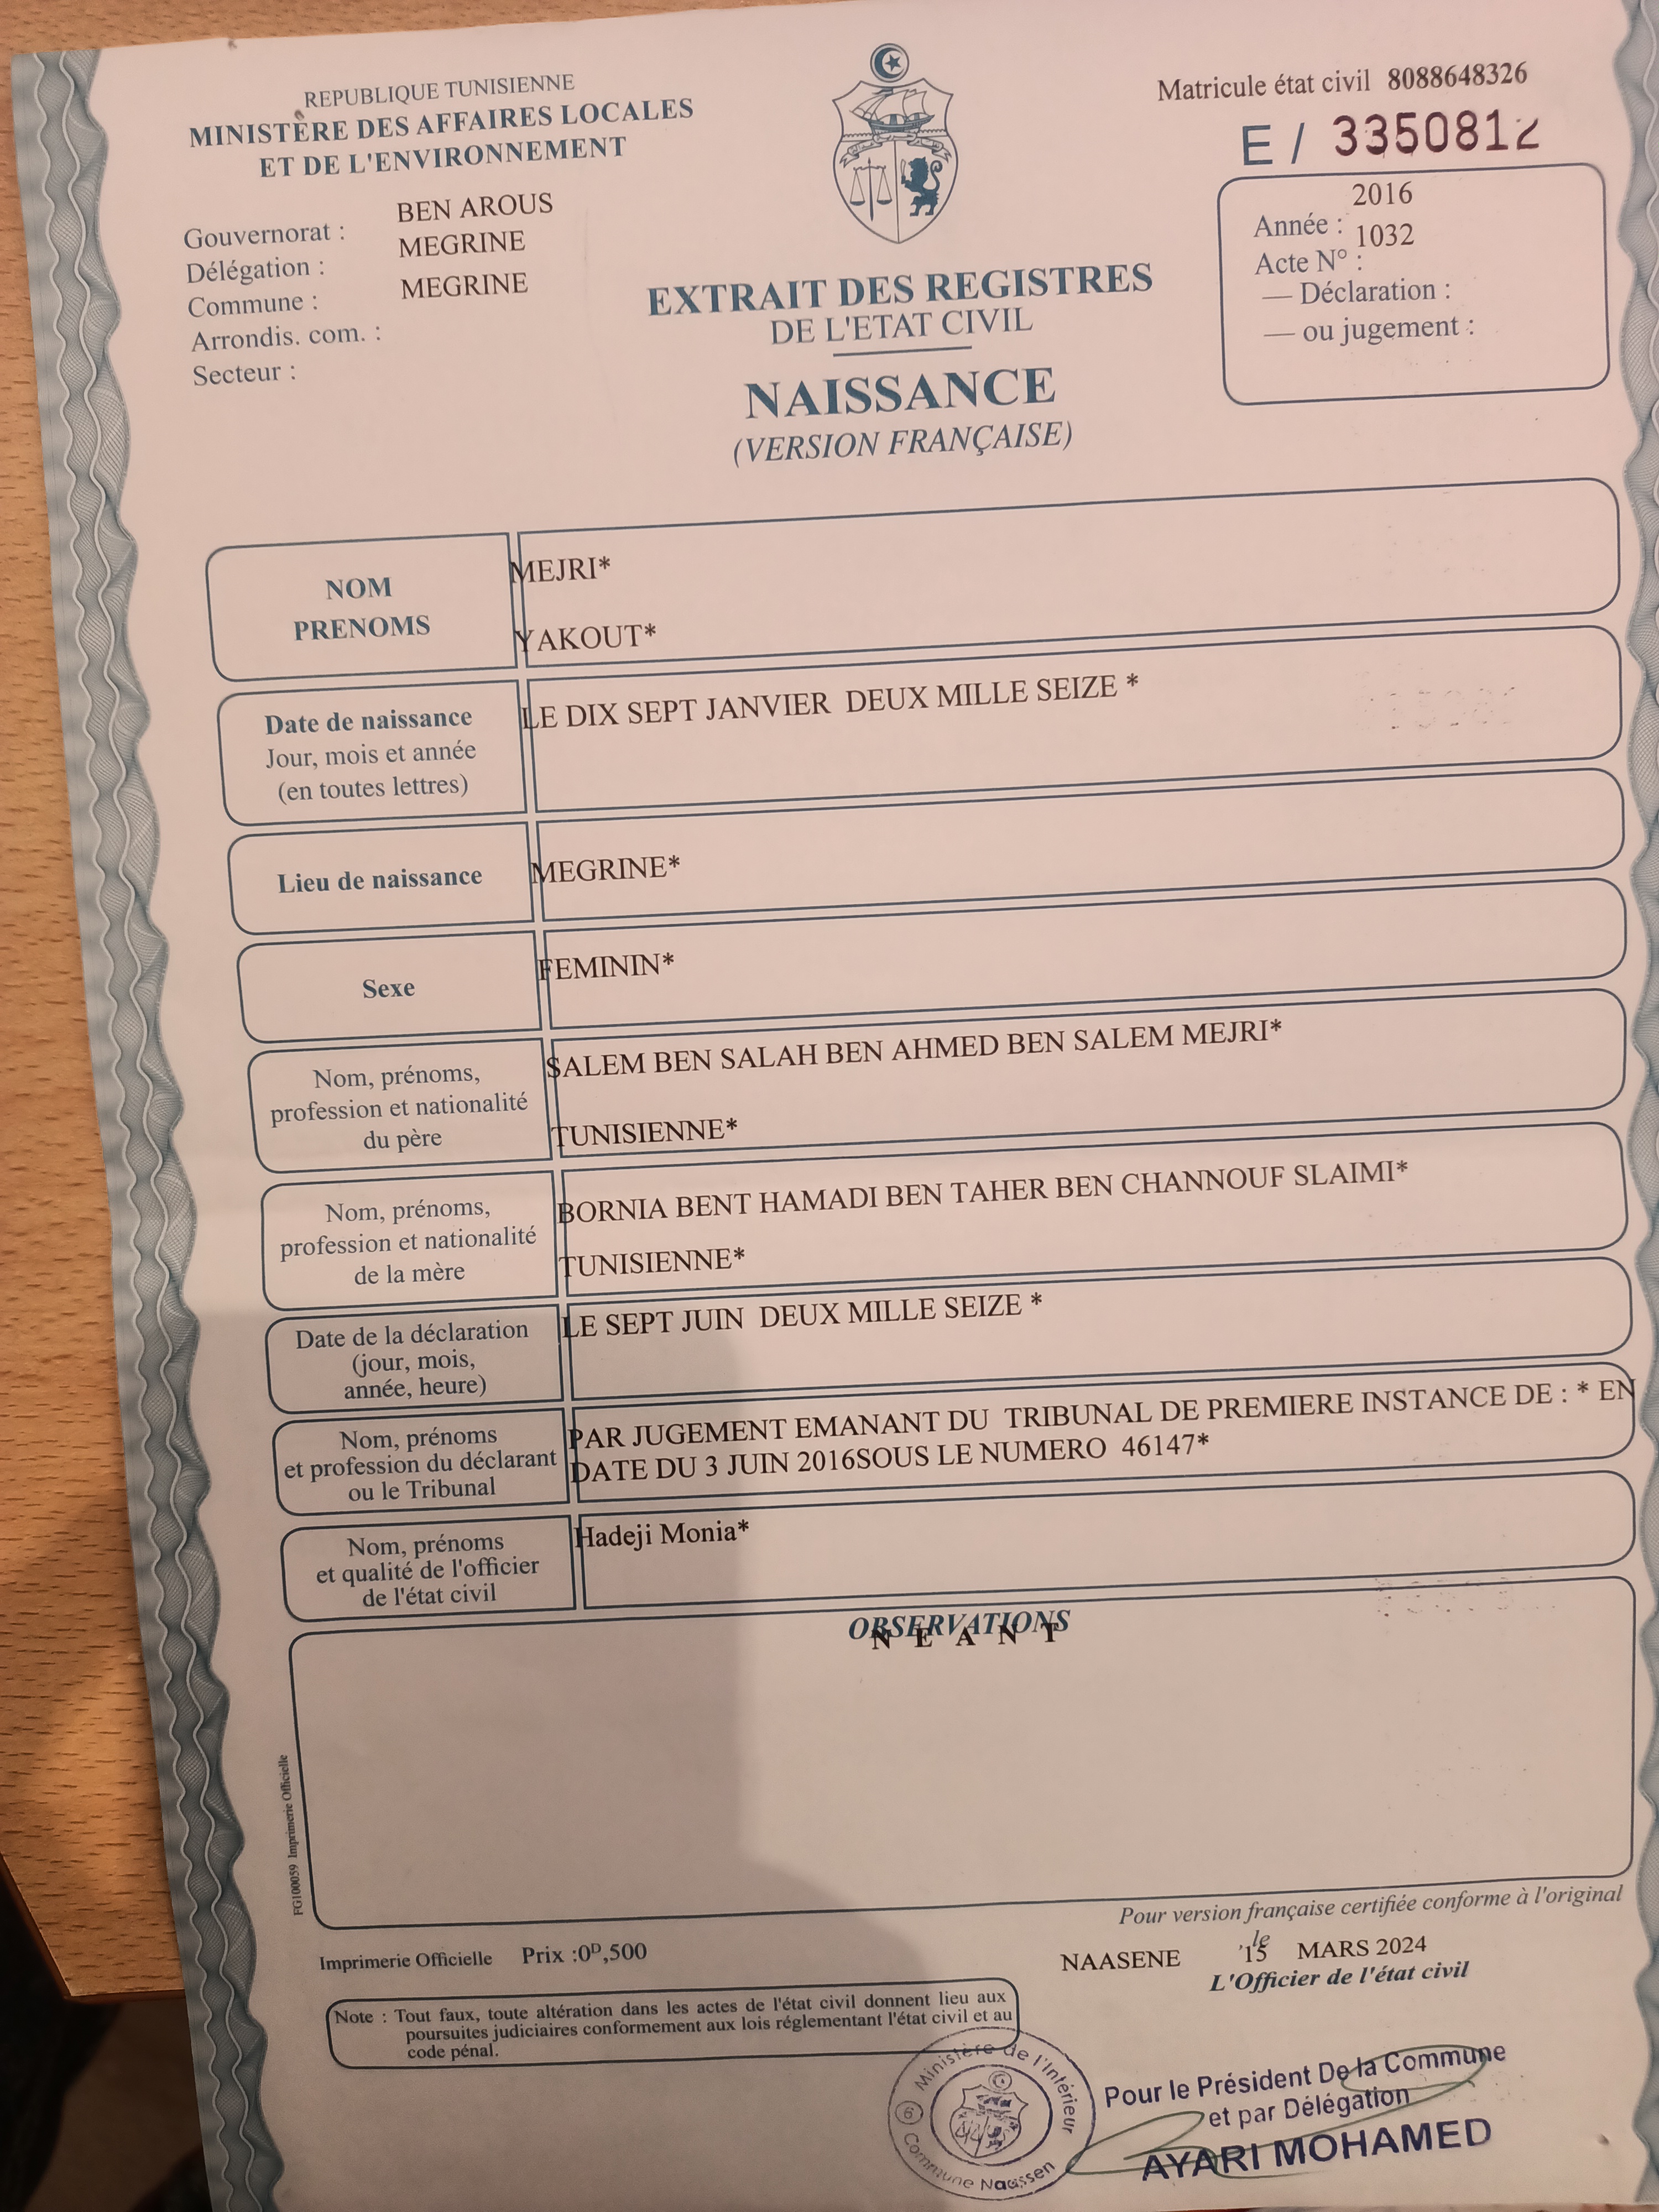 REPUBLIQUE TUNISIENNE
MINISTÈRE DES AFFAIRES LOCALES
ET DE L'ENVIRONNEMENT
Gouvernorat : BEN AROUS
Délégation : MEGRINE
Commune : MEGRINE
Arrondis. com. :
Secteur :
Matricule état civil 8088648326
E / 3350812
Année : 2016
Acte N° : 1032
— Déclaration :
— ou jugement :
EXTRAIT DES REGISTRES
DE L'ETAT CIVIL
NAISSANCE
(VERSION FRANÇAISE)
NOM
PRENOMS
MEJRI*
YAKOUT*
Date de naissance
Jour, mois et année
(en toutes lettres)
LE DIX SEPT JANVIER DEUX MILLE SEIZE *
Lieu de naissance
MEGRINE*
Sexe
FEMININ*
Nom, prénoms,
profession et nationalité
du père
SALEM BEN SALAH BEN AHMED BEN SALEM MEJRI*
TUNISIENNE*
Nom, prénoms,
profession et nationalité
de la mère
BORNIA BENT HAMADI BEN TAHER BEN CHANNOUF SLAIMI*
TUNISIENNE*
Date de la déclaration
(jour, mois,
année, heure)
LE SEPT JUIN DEUX MILLE SEIZE *
Nom, prénoms
et profession du déclarant
ou le Tribunal
PAR JUGEMENT EMANANT DU TRIBUNAL DE PREMIERE INSTANCE DE : * EN
DATE DU 3 JUIN 2016SOUS LE NUMERO 46147*
Nom, prénoms
et qualité de l'officier
de l'état civil
Hadeji Monia*
OBSERVATIONS
N E A N T
FG100059 Imprimerie Officielle
Pour version française certifiée conforme à l'original
Imprimerie Officielle Prix :0ᴰ,500
NAASENE le 15 MARS 2024
L'Officier de l'état civil
Note : Tout faux, toute altération dans les actes de l'état civil donnent lieu aux
poursuites judiciaires conformement aux lois réglementant l'état civil et au
code pénal.
Ministère de l'Intérieur
6
Commune Naassen
Pour le Président De la Commune
et par Délégation
AYARI MOHAMED